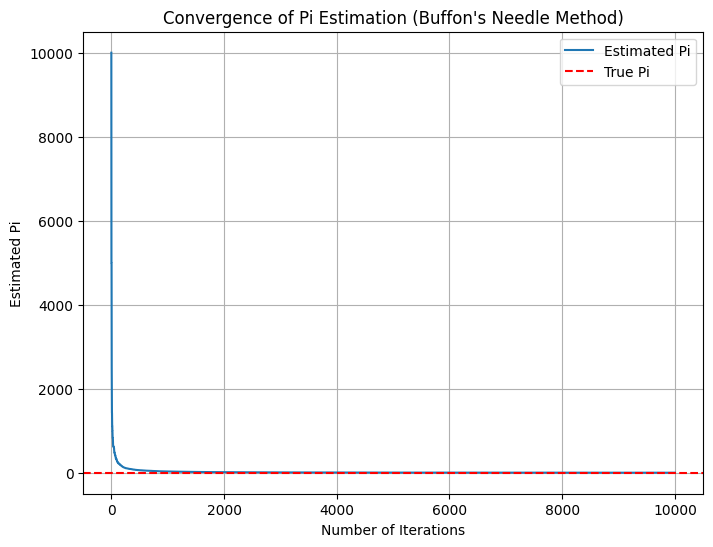 Convergence of Pi Estimation (Buffon's Needle Method)
Estimated Pi
True Pi
10000
8000
6000
4000
2000
0
Estimated Pi
0 2000 4000 6000 8000 10000
Number of Iterations